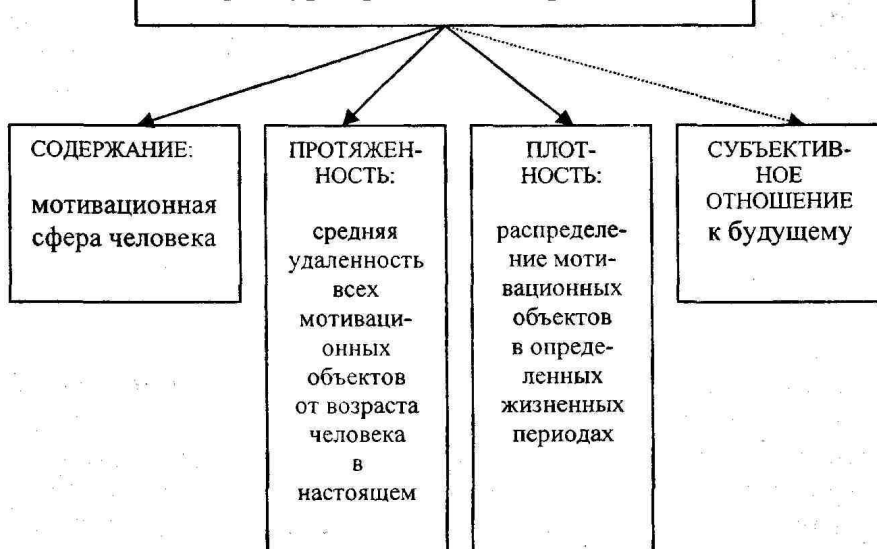 СОДЕРЖАНИЕ:
мотивационная
сфера человека
ПРОТЯЖЕН-
НОСТЬ:
средняя
удаленность
всех
мотиваци-
онных
объектов
от возраста
человека
в
настоящем
ПЛОТ-
НОСТЬ:
распределе-
ние моти-
вационных
объектов
в опреде-
ленных
жизненных
периодах
СУБЪЕКТИВ-
НОЕ
ОТНОШЕНИЕ
к будущему